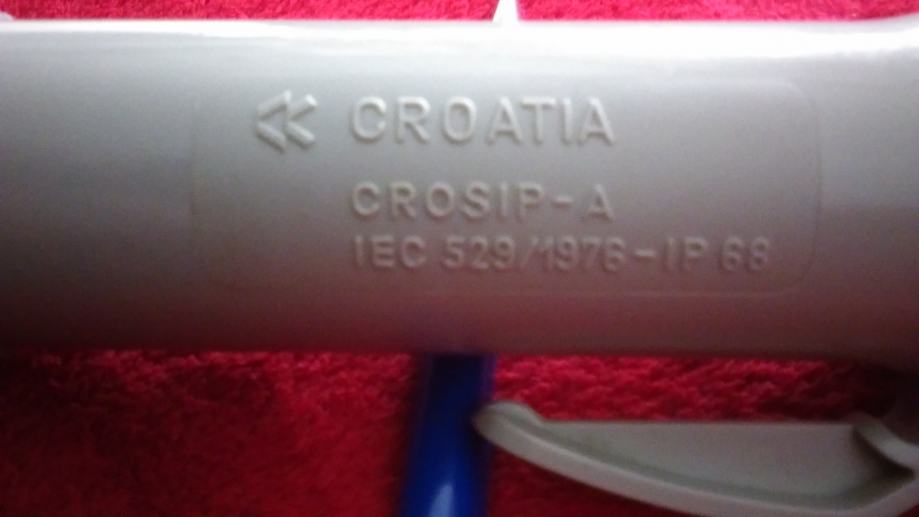 CROATIA
CROSIP-A
IEC 529/1976-IP 68